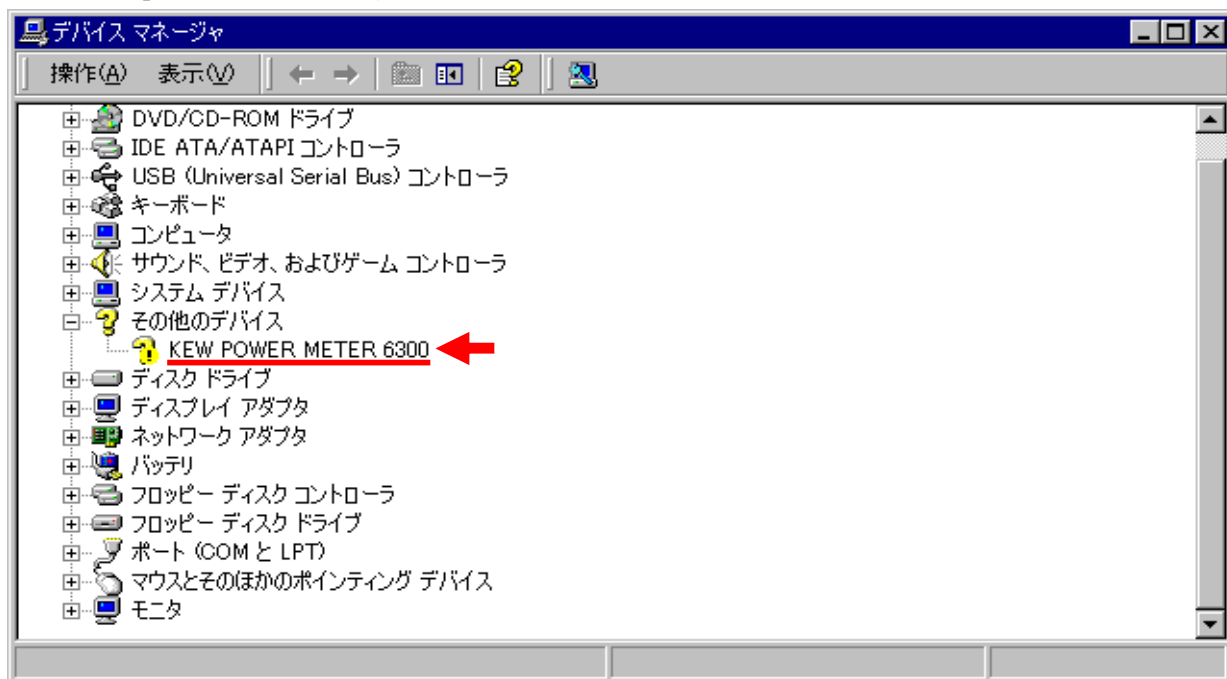 デバイス マネージャ
操作(A) 表示(V)
DVD/CD-ROM ドライブ
IDE ATA/ATAPI コントローラ
USB (Universal Serial Bus) コントローラ
キーボード
コンピュータ
サウンド、ビデオ、およびゲーム コントローラ
システム デバイス
その他のデバイス
KEW POWER METER 6300
ディスク ドライブ
ディスプレイ アダプタ
ネットワーク アダプタ
バッテリ
フロッピー ディスク コントローラ
フロッピー ディスク ドライブ
ポート (COM と LPT)
マウスとそのほかのポインティング デバイス
モニタ